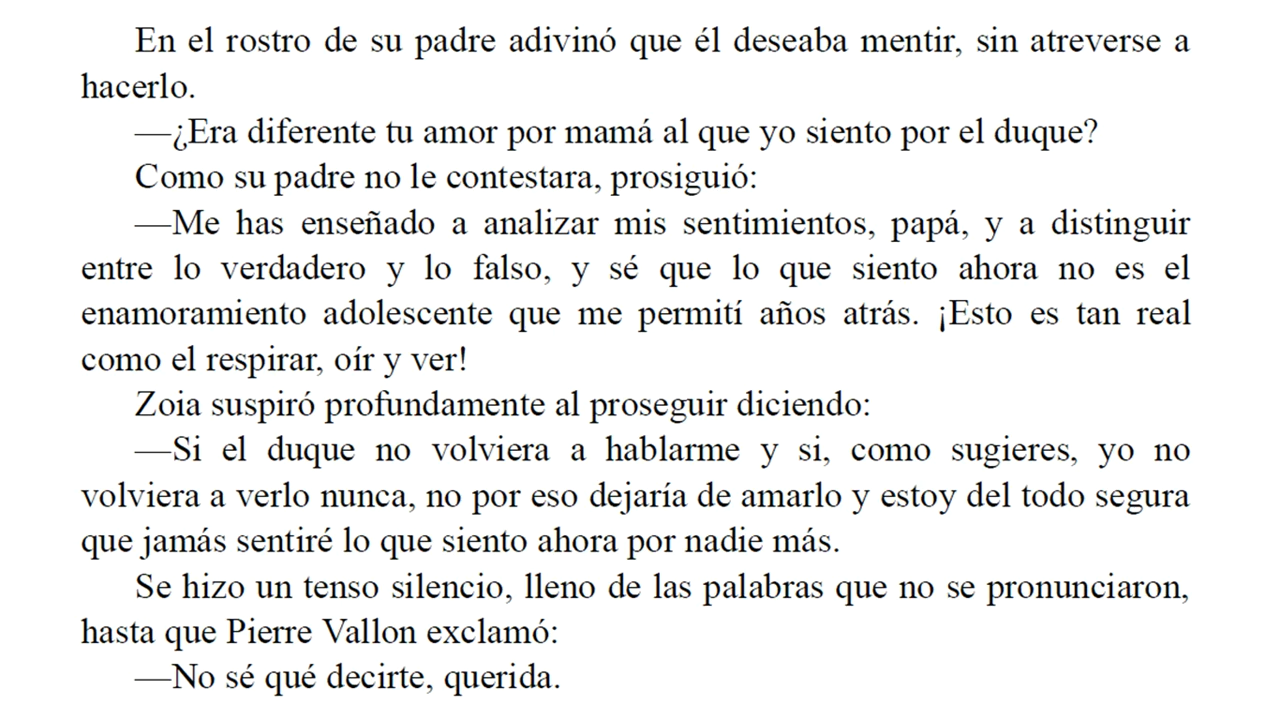 En el rostro de su padre adivinó que él deseaba mentir, sin atreverse a
hacerlo.
—¿Era diferente tu amor por mamá al que yo siento por el duque?
Como su padre no le contestara, prosiguió:
—Me has enseñado a analizar mis sentimientos, papá, y a distinguir
entre lo verdadero y lo falso, y sé que lo que siento ahora no es el
enamoramiento adolescente que me permití años atrás. ¡Esto es tan real
como el respirar, oír y ver!
Zoia suspiró profundamente al proseguir diciendo:
—Si el duque no volviera a hablarme y si, como sugieres, yo no
volviera a verlo nunca, no por eso dejaría de amarlo y estoy del todo segura
que jamás sentiré lo que siento ahora por nadie más.
Se hizo un tenso silencio, lleno de las palabras que no se pronunciaron,
hasta que Pierre Vallon exclamó:
—No sé qué decirte, querida.